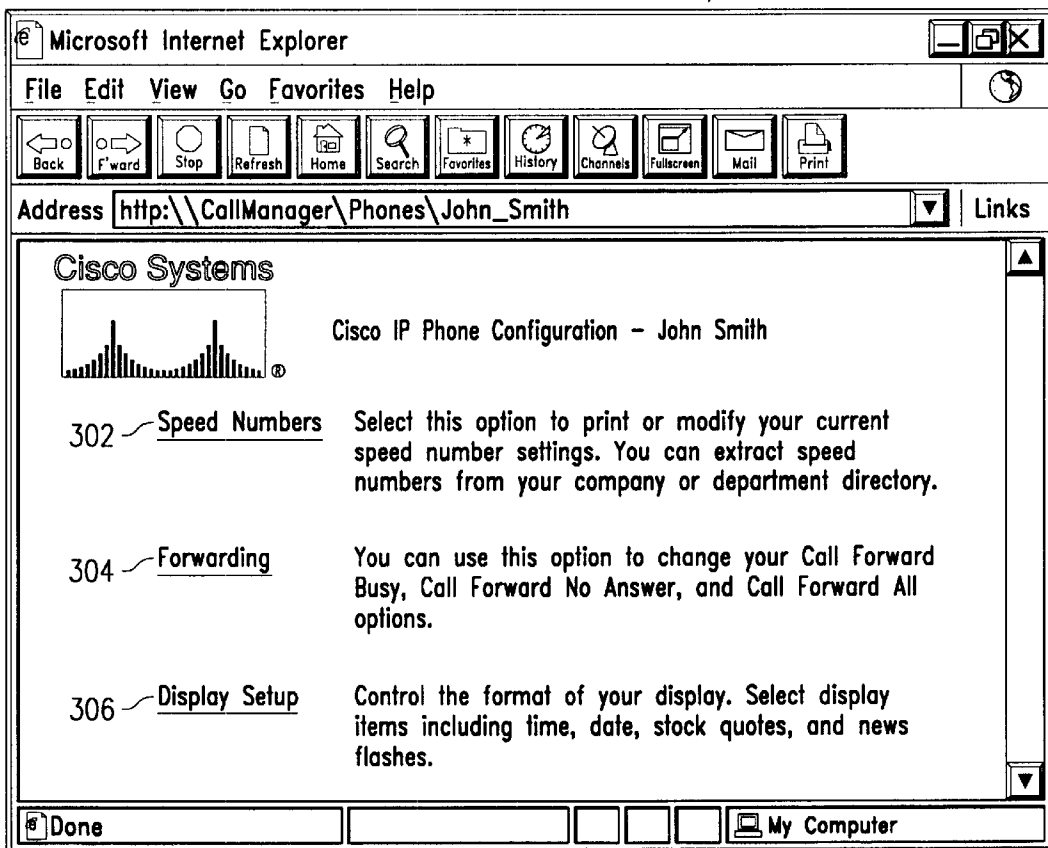 Microsoft Internet Explorer
File Edit View Go Favorites Help
Back F'ward Stop Refresh Home Search Favorites History Channels Fullscreen Mail Print
Address http:\\CallManager\Phones\John_Smith Links
Cisco Systems
®
Cisco IP Phone Configuration – John Smith
302 Speed Numbers Select this option to print or modify your current
speed number settings. You can extract speed
numbers from your company or department directory.
304 Forwarding You can use this option to change your Call Forward
Busy, Call Forward No Answer, and Call Forward All
options.
306 Display Setup Control the format of your display. Select display
items including time, date, stock quotes, and news
flashes.
Done My Computer